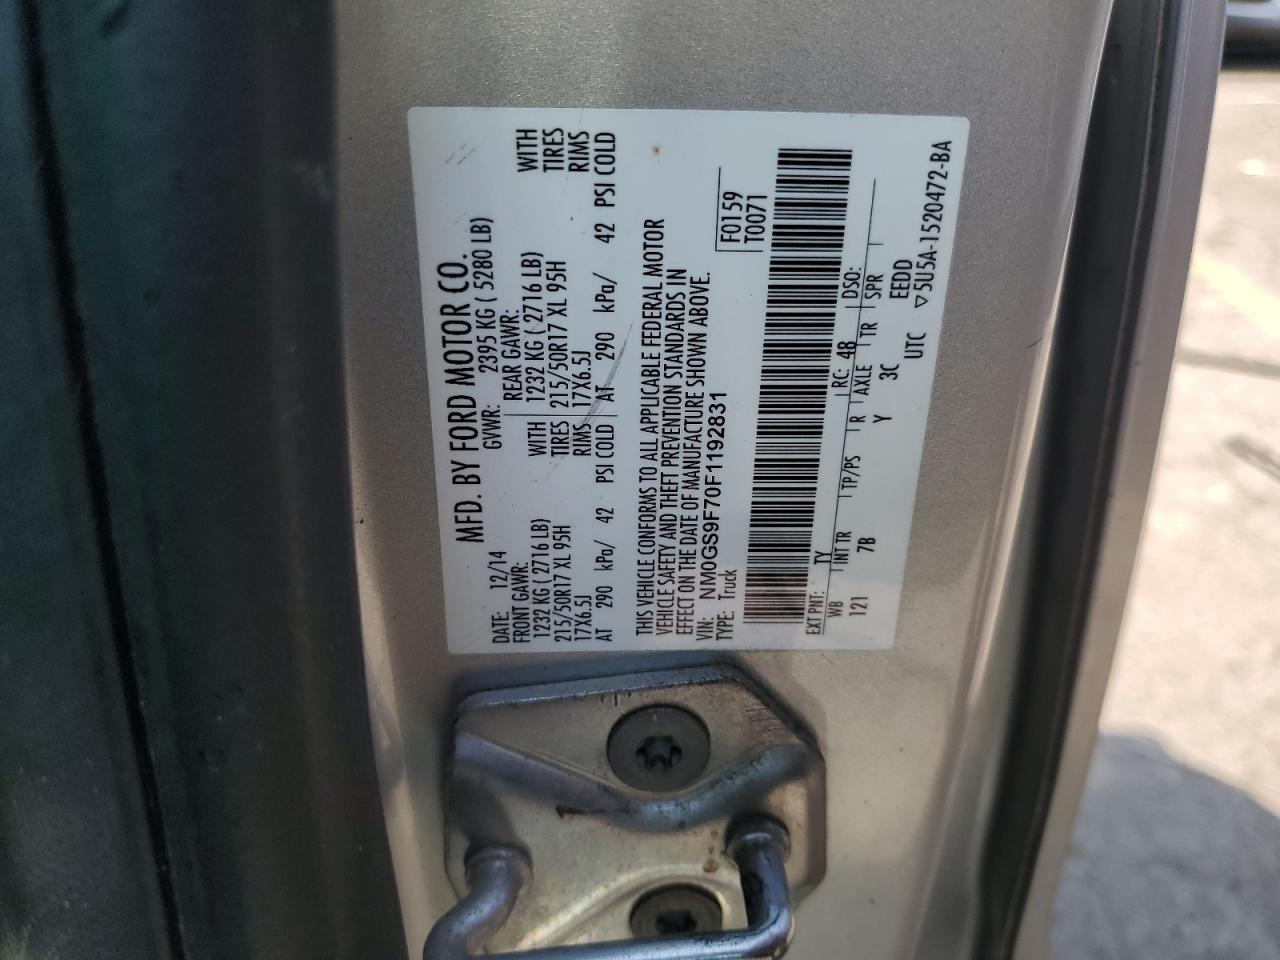 MFD. BY FORD MOTOR CO.
DATE: 12/14 GVWR: 2395 KG ( 5280 LB)
FRONT GAWR: REAR GAWR:
1232 KG ( 2716 LB) WITH 1232 KG ( 2716 LB) WITH
215/50R17 XL 95H TIRES 215/50R17 XL 95H TIRES
17X6.5J RIMS 17X6.5J RIMS
AT 290 kPa/ 42 PSI COLD AT 290 kPa/ 42 PSI COLD
THIS VEHICLE CONFORMS TO ALL APPLICABLE FEDERAL MOTOR
VEHICLE SAFETY AND THEFT PREVENTION STANDARDS IN
EFFECT ON THE DATE OF MANUFACTURE SHOWN ABOVE.
VIN: NM0GS9F70F1192831
TYPE: Truck
F0159
T0071
EXT PNT: TY RC: 4B DSO:
WB INT TR TP/PS R AXLE TR SPR
121 7B Y 3C EEDD
UTC ▽5U5A-1520472-BA